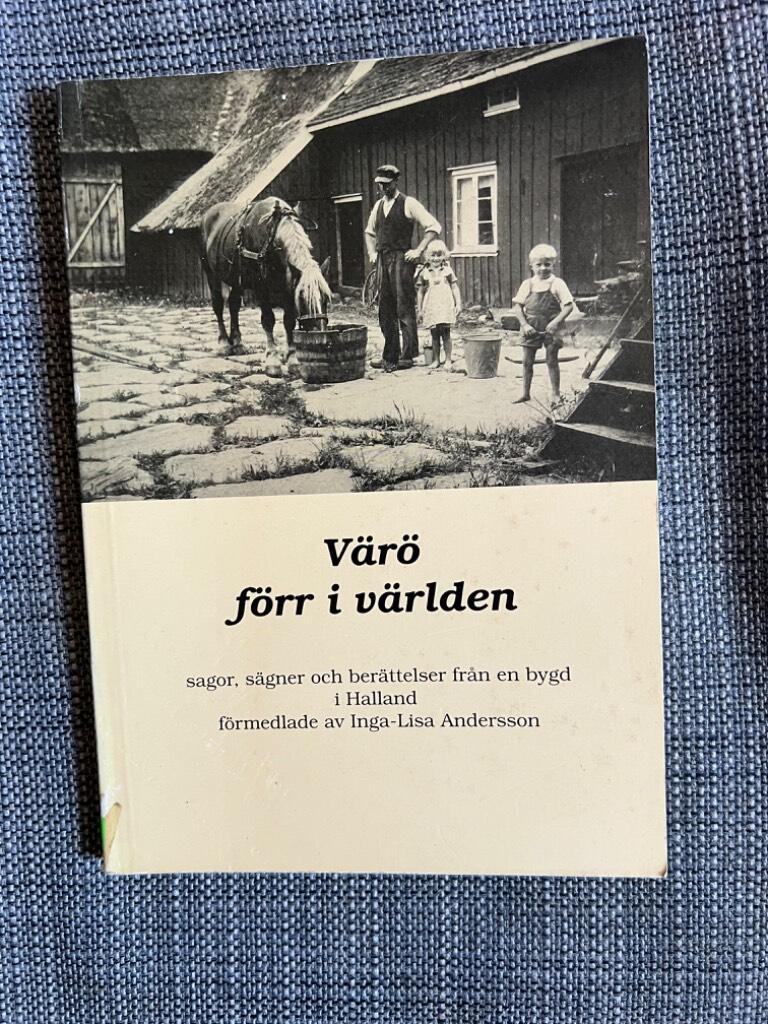 Värö
förr i världen
sagor, sägner och berättelser från en bygd
i Halland
förmedlade av Inga-Lisa Andersson